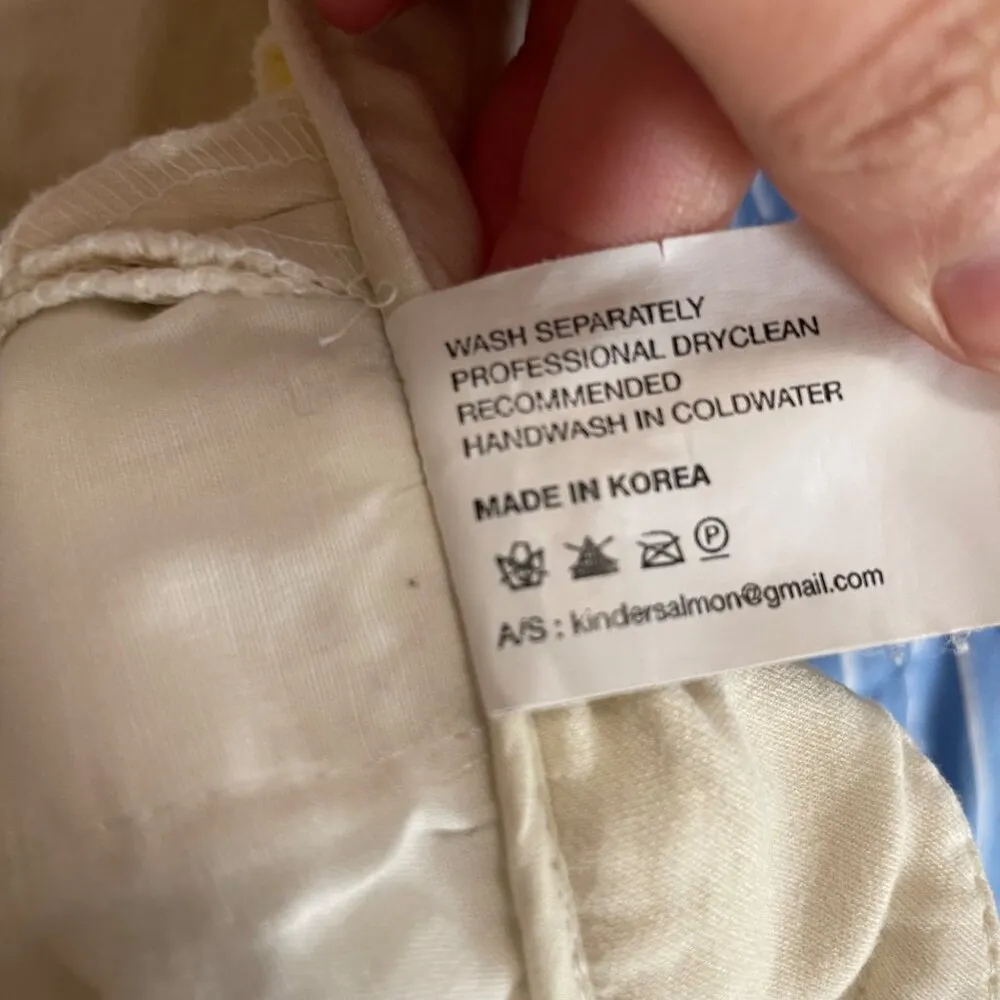 WASH SEPARATELY
PROFESSIONAL DRYCLEAN
RECOMMENDED
HANDWASH IN COLDWATER
MADE IN KOREA
P
A/S : kindersalmon@gmail.com